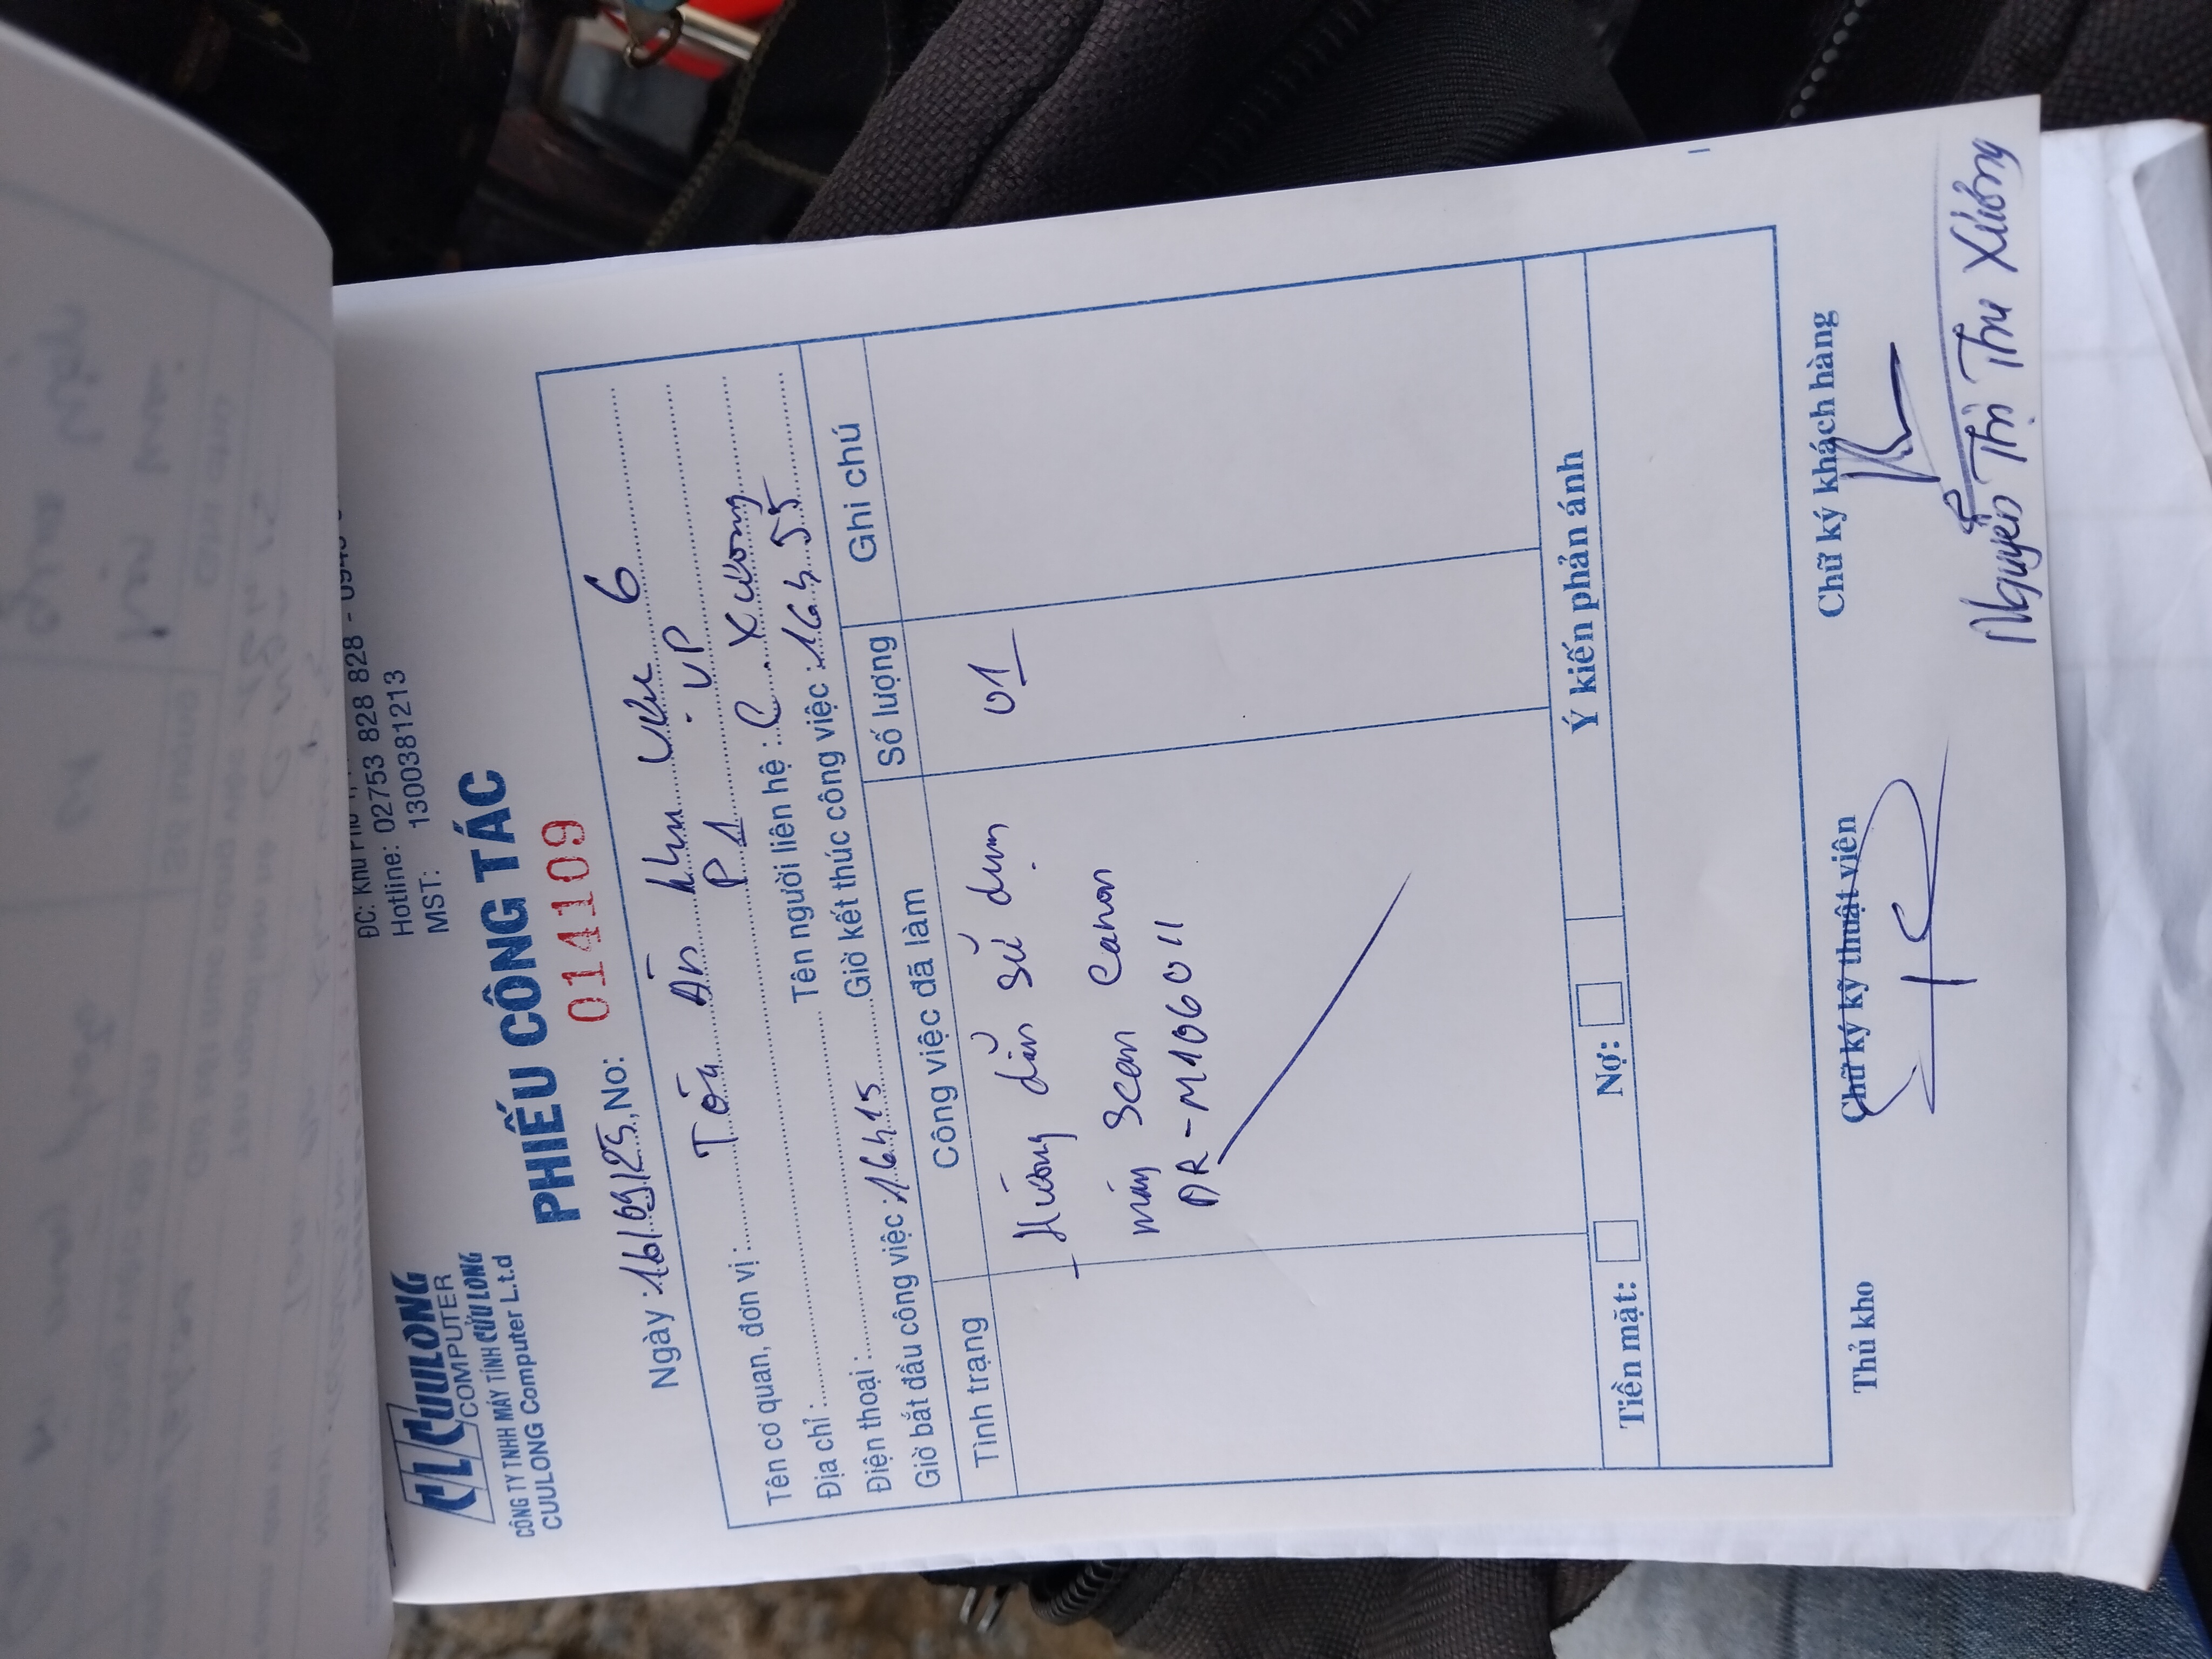 CUULONG
COMPUTER
CÔNG TY TNHH MÁY TÍNH CỬU LONG
CUULONG Computer L.t.d
Hotline: 02753 828 828 -
MST: 1300381213
PHIẾU CÔNG TÁC
Ngày: 16/09/25, No: 014109
Tên cơ quan, đơn vị: Tòa Án khu vực 6
Địa chỉ: P1 VP
Điện thoại: Tên người liên hệ: C. Xương
Giờ bắt đầu công việc: 16h15 Giờ kết thúc công việc: 16h55
Tình trạng Công việc đã làm Số lượng Ghi chú
- Hướng dẫn sử dụng 01
máy scan Canon
DR-M1060II
Tiền mặt: Nợ: Ý kiến phản ánh
Thủ kho Chữ ký kỹ thuật viên Chữ ký khách hàng
Nguyễn Thị Thu Xưởng